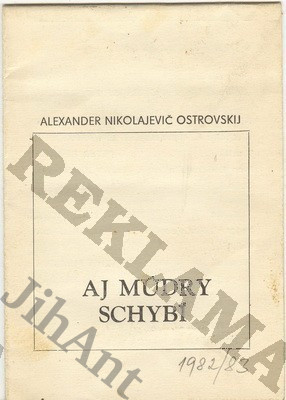 ALEXANDER NIKOLAJEVIČ OSTROVSKIJ
AJ MÚDRY
SCHYBÍ
1982/83
REKLAMA
JihAnt